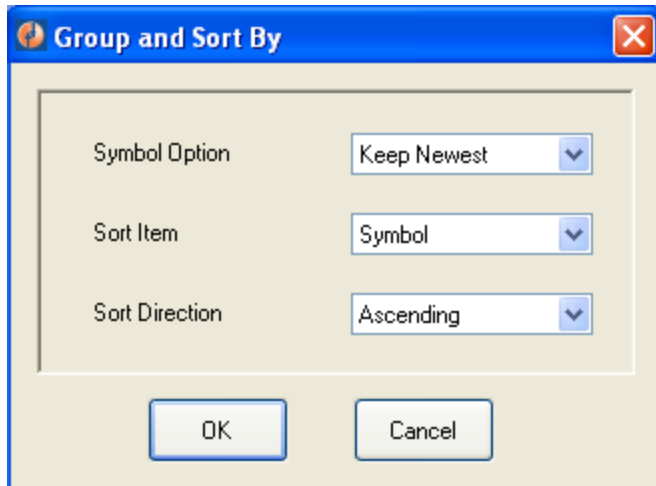 Group and Sort By
Symbol Option Keep Newest
Sort Item Symbol
Sort Direction Ascending
OK Cancel